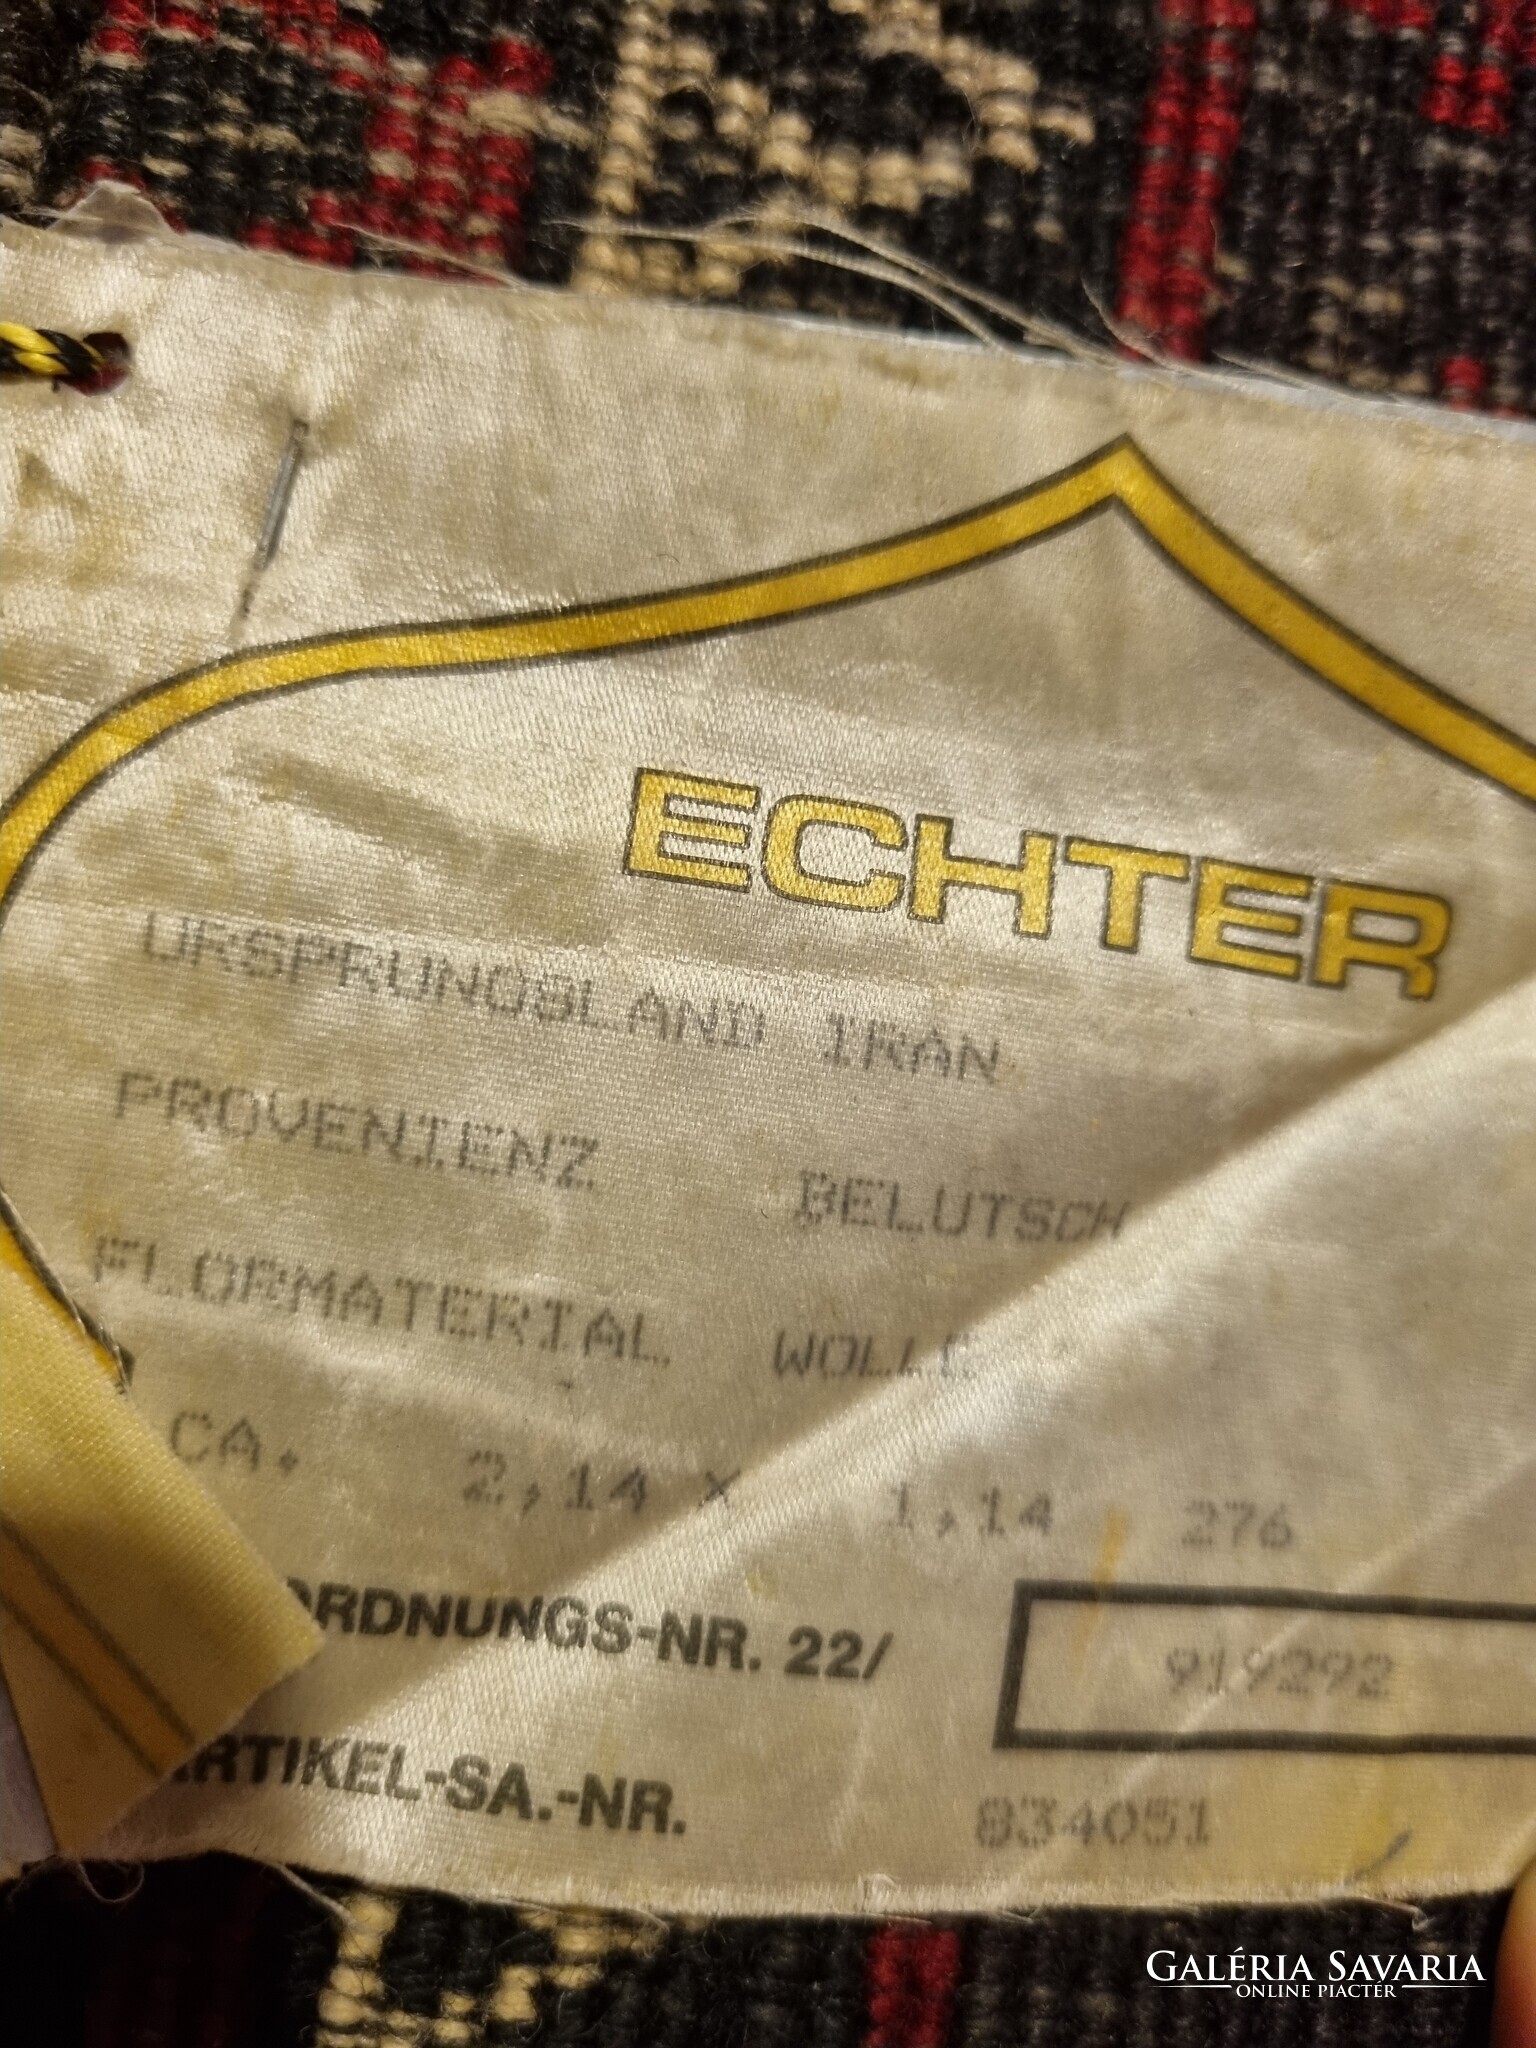 ECHTER
URSPRUNGSLAND IRAN
PROVENIENZ BELUTSCH
FLORMATERIAL WOLLE
CA. 2,14 x 1,14 276
ORDNUNGS-NR. 22/ 919292
ARTIKEL-SA.-NR. 834051
GALÉRIA SAVARIA
ONLINE PIACTÉR